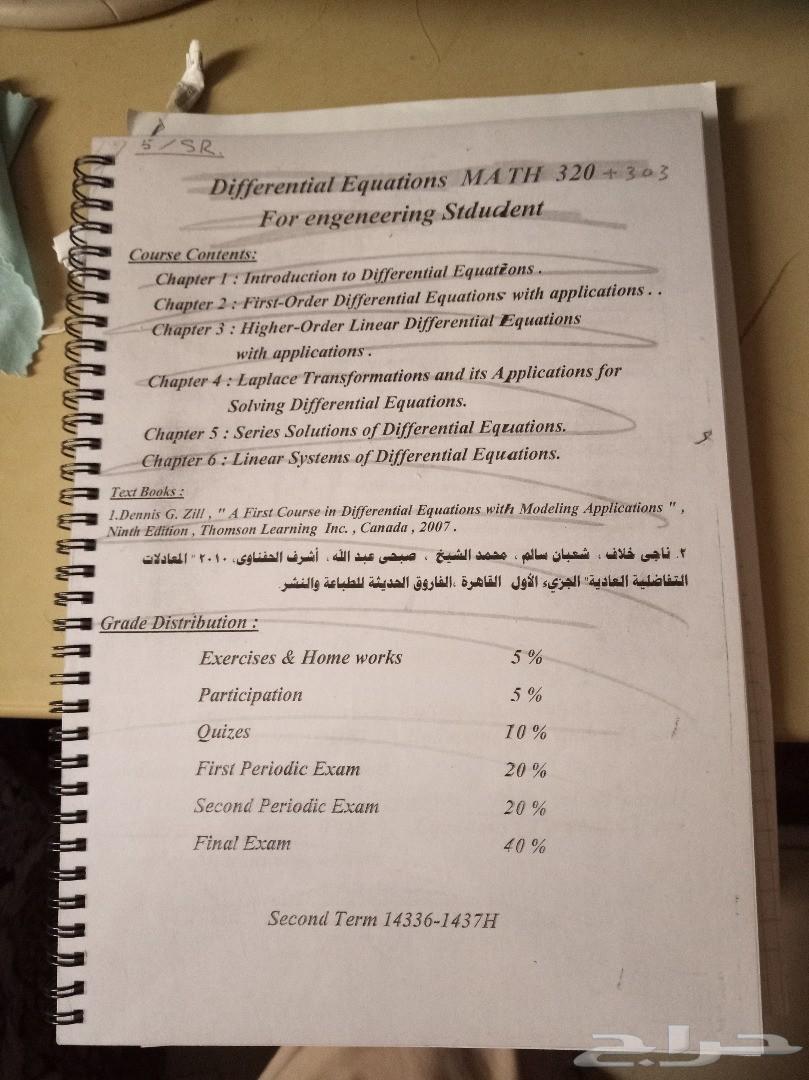 5 / SR.
Differential Equations MATH 320 + 303
For engeneering Stdudent
Course Contents:
Chapter 1 : Introduction to Differential Equations .
Chapter 2 : First-Order Differential Equations with applications . .
Chapter 3 : Higher-Order Linear Differential Equations
with applications .
Chapter 4 : Laplace Transformations and its Applications for
Solving Differential Equations.
Chapter 5 : Series Solutions of Differential Equations.
Chapter 6 : Linear Systems of Differential Equations.
Text Books :
1.Dennis G. Zill , " A First Course in Differential Equations with Modeling Applications " ,
Ninth Edition , Thomson Learning Inc. , Canada , 2007 .
٢. ناجى خلاف ، شعبان سالم ، محمد الشيخ ، صبحى عبد الله ، أشرف الحفناوى، ٢٠١٠ " المعادلات
التفاضلية العادية" الجزيء الأول القاهرة ،الفاروق الحديثة للطباعة والنشر.
Grade Distribution :
Exercises & Home works 5 %
Participation 5 %
Quizes 10 %
First Periodic Exam 20 %
Second Periodic Exam 20 %
Final Exam 40 %
Second Term 14336-1437H
حراج